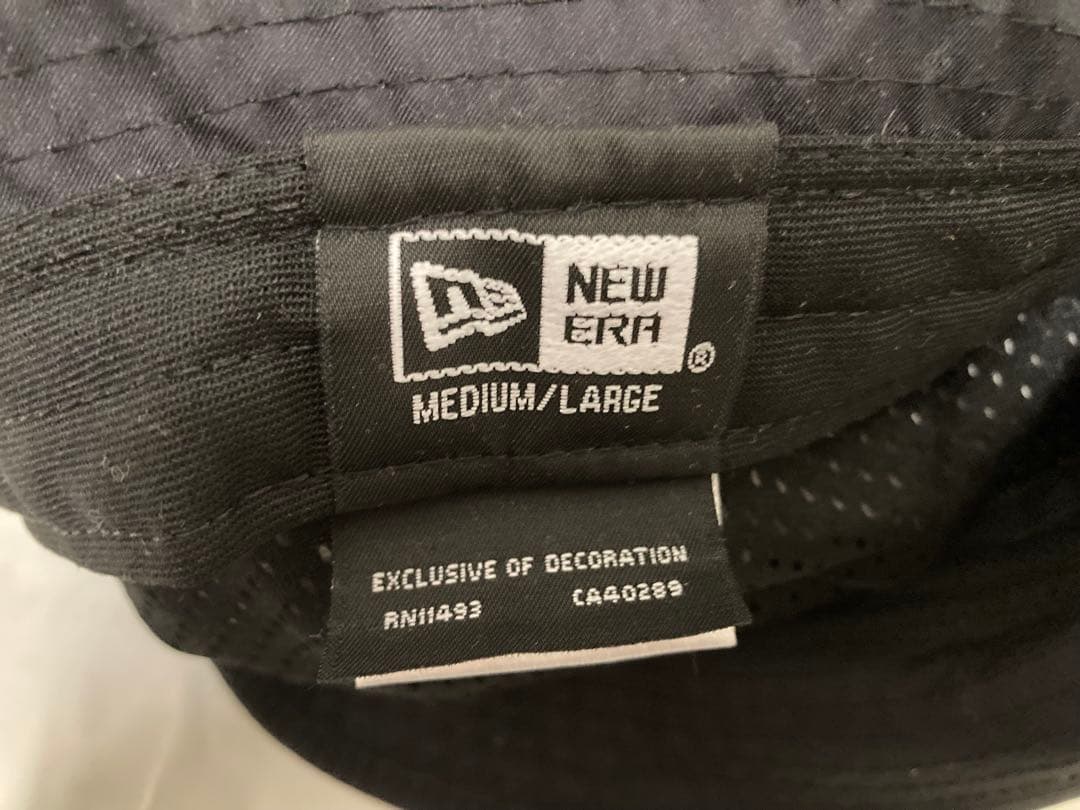 NEW
ERA
®
MEDIUM/LARGE
EXCLUSIVE OF DECORATION
RN11493 CA40289